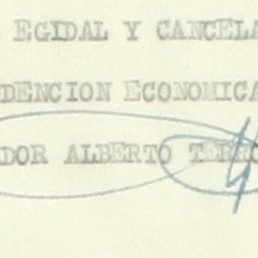 EGIDAL Y CANCELA
DENCION ECONOMICA
DOR ALBERTO